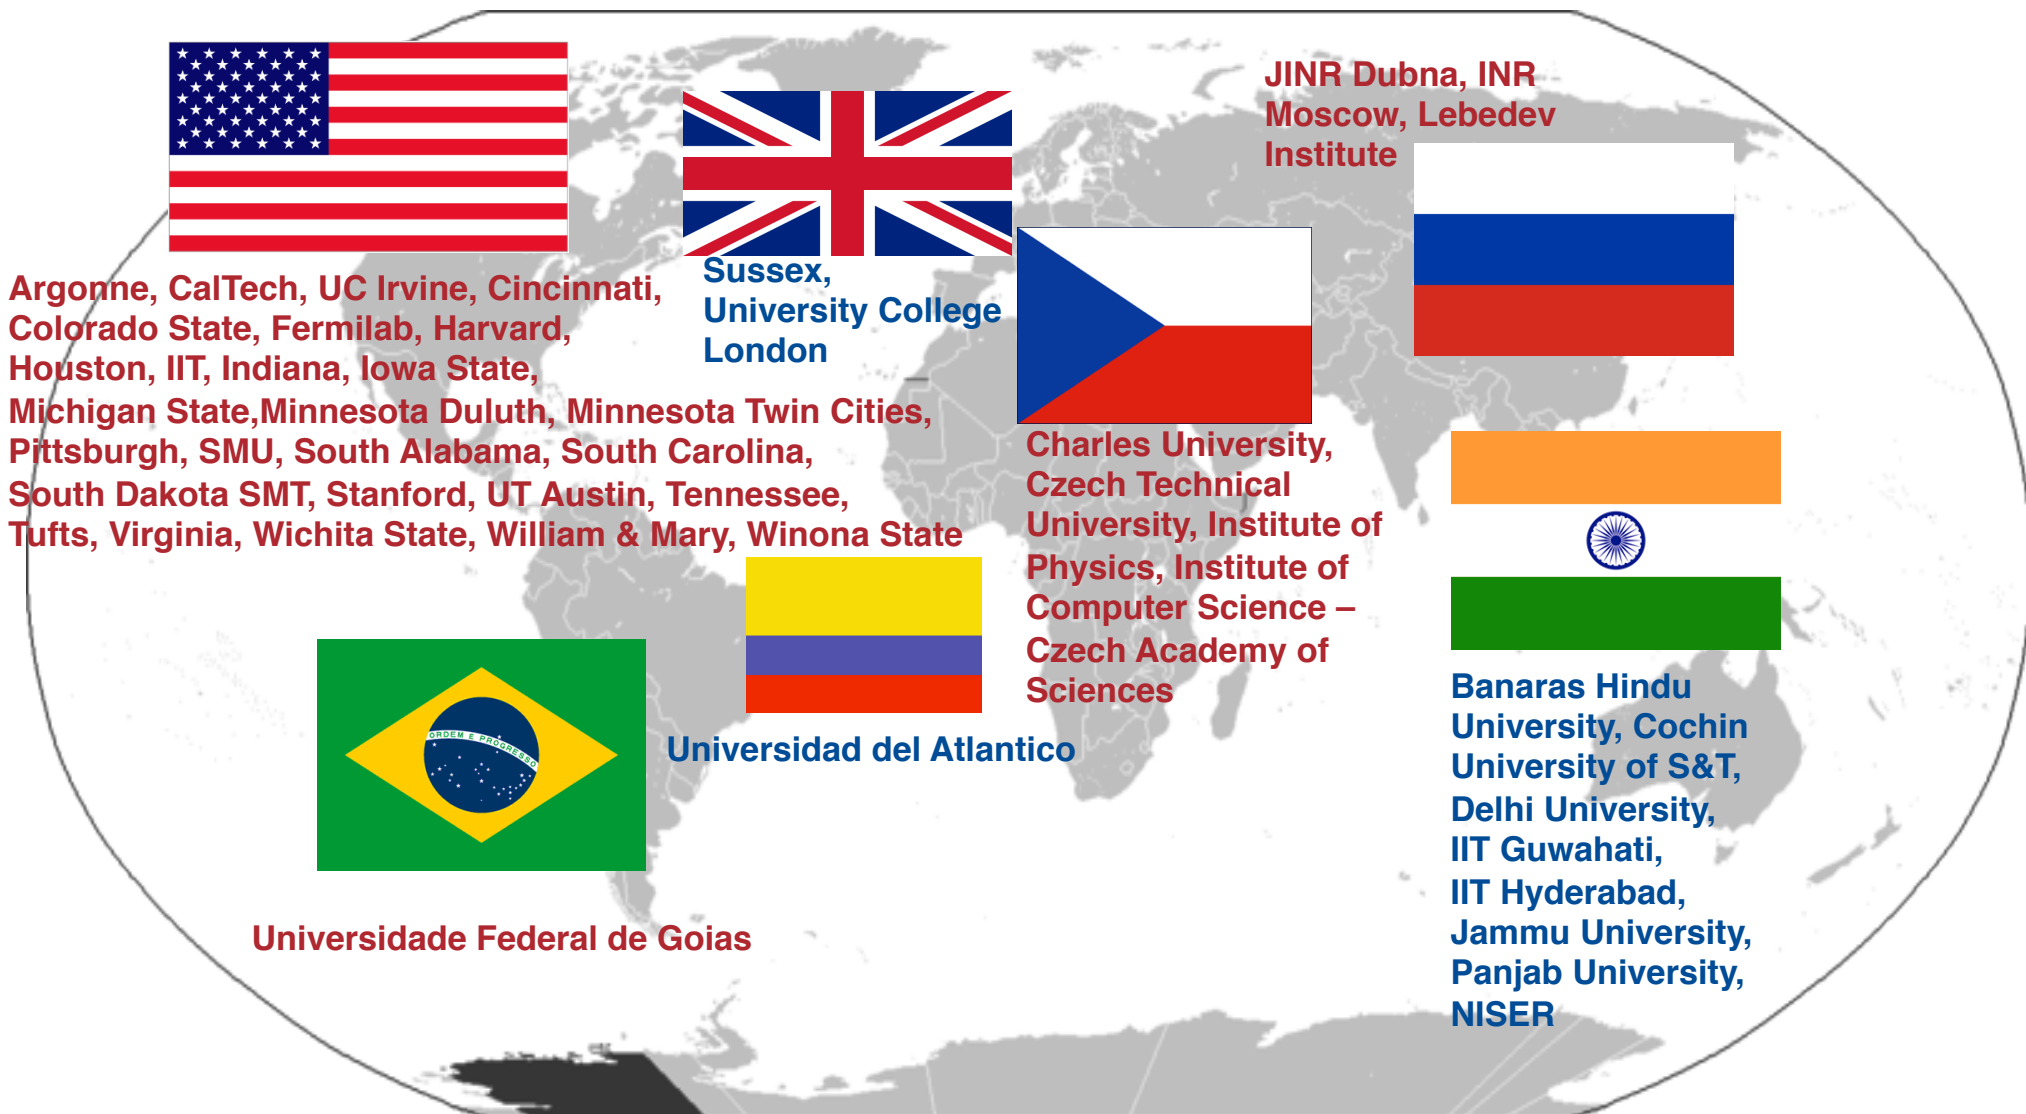 JINR Dubna, INR
Moscow, Lebedev
Institute
Argonne, CalTech, UC Irvine, Cincinnati,
Colorado State, Fermilab, Harvard,
Houston, IIT, Indiana, Iowa State,
Michigan State,Minnesota Duluth, Minnesota Twin Cities,
Pittsburgh, SMU, South Alabama, South Carolina,
South Dakota SMT, Stanford, UT Austin, Tennessee,
Tufts, Virginia, Wichita State, William & Mary, Winona State
Sussex,
University College
London
Charles University,
Czech Technical
University, Institute of
Physics, Institute of
Computer Science –
Czech Academy of
Sciences
ORDEM E PROGRESSO
Universidad del Atlantico
Universidade Federal de Goias
Banaras Hindu
University, Cochin
University of S&T,
Delhi University,
IIT Guwahati,
IIT Hyderabad,
Jammu University,
Panjab University,
NISER